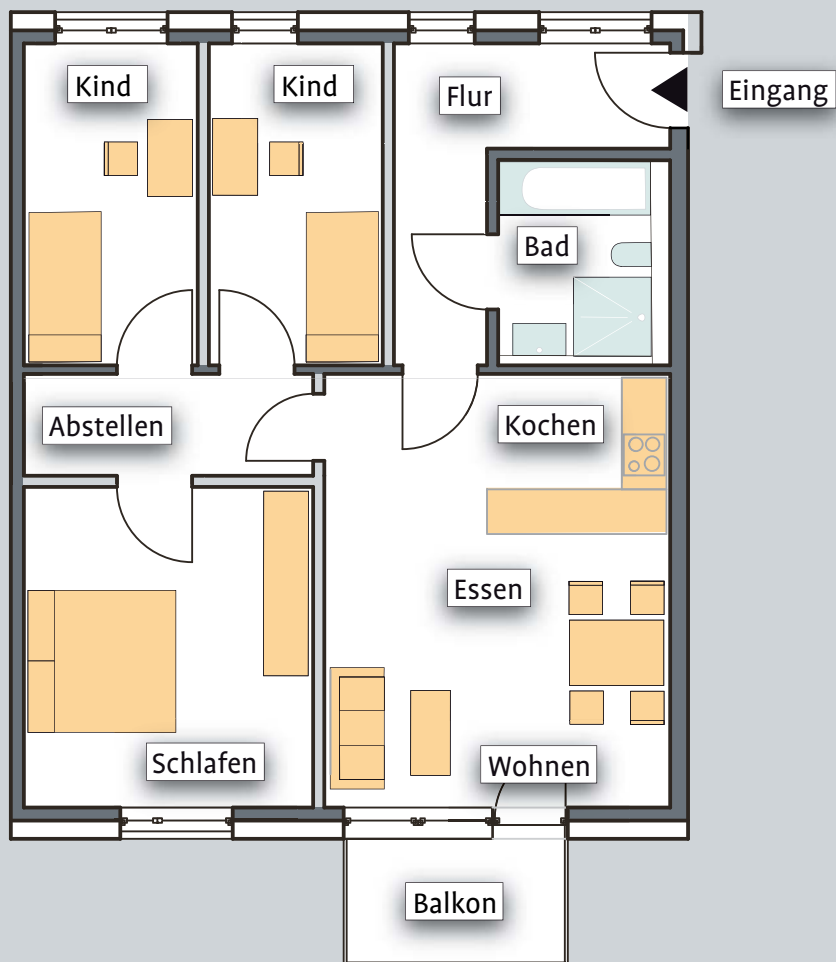 Kind
Kind
Flur
Eingang
Bad
Abstellen
Kochen
Essen
Schlafen
Wohnen
Balkon